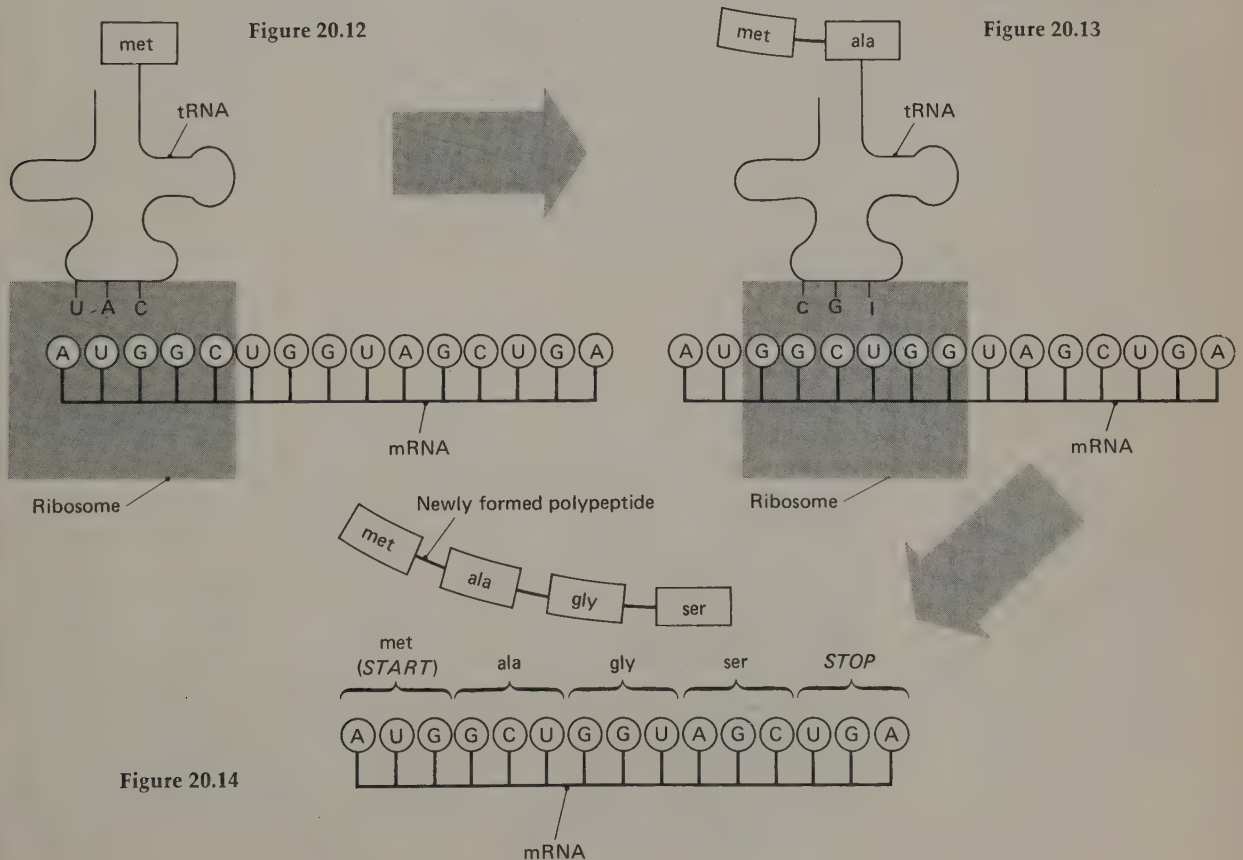 Figure 20.12
met
tRNA
U A C
A U G G C U G G U A G C U G A
mRNA
Ribosome
Figure 20.13
met ala
tRNA
C G I
A U G G C U G G U A G C U G A
mRNA
Ribosome
Newly formed polypeptide
met ala gly ser
met
(START) ala gly ser STOP
A U G G C U G G U A G C U G A
Figure 20.14
mRNA